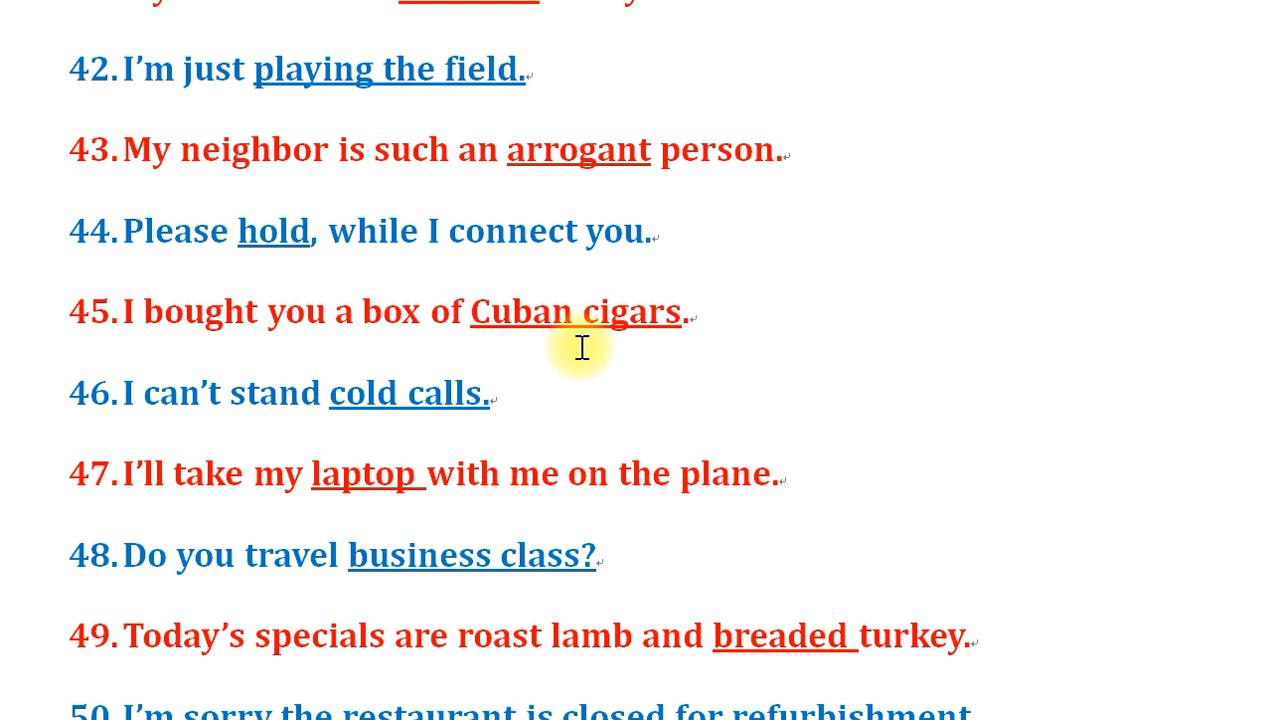 42. I’m just playing the field.
43. My neighbor is such an arrogant person.
44. Please hold, while I connect you.
45. I bought you a box of Cuban cigars.
46. I can’t stand cold calls.
47. I’ll take my laptop with me on the plane.
48. Do you travel business class?
49. Today’s specials are roast lamb and breaded turkey.
50. I’m sorry the restaurant is closed for refurbishment